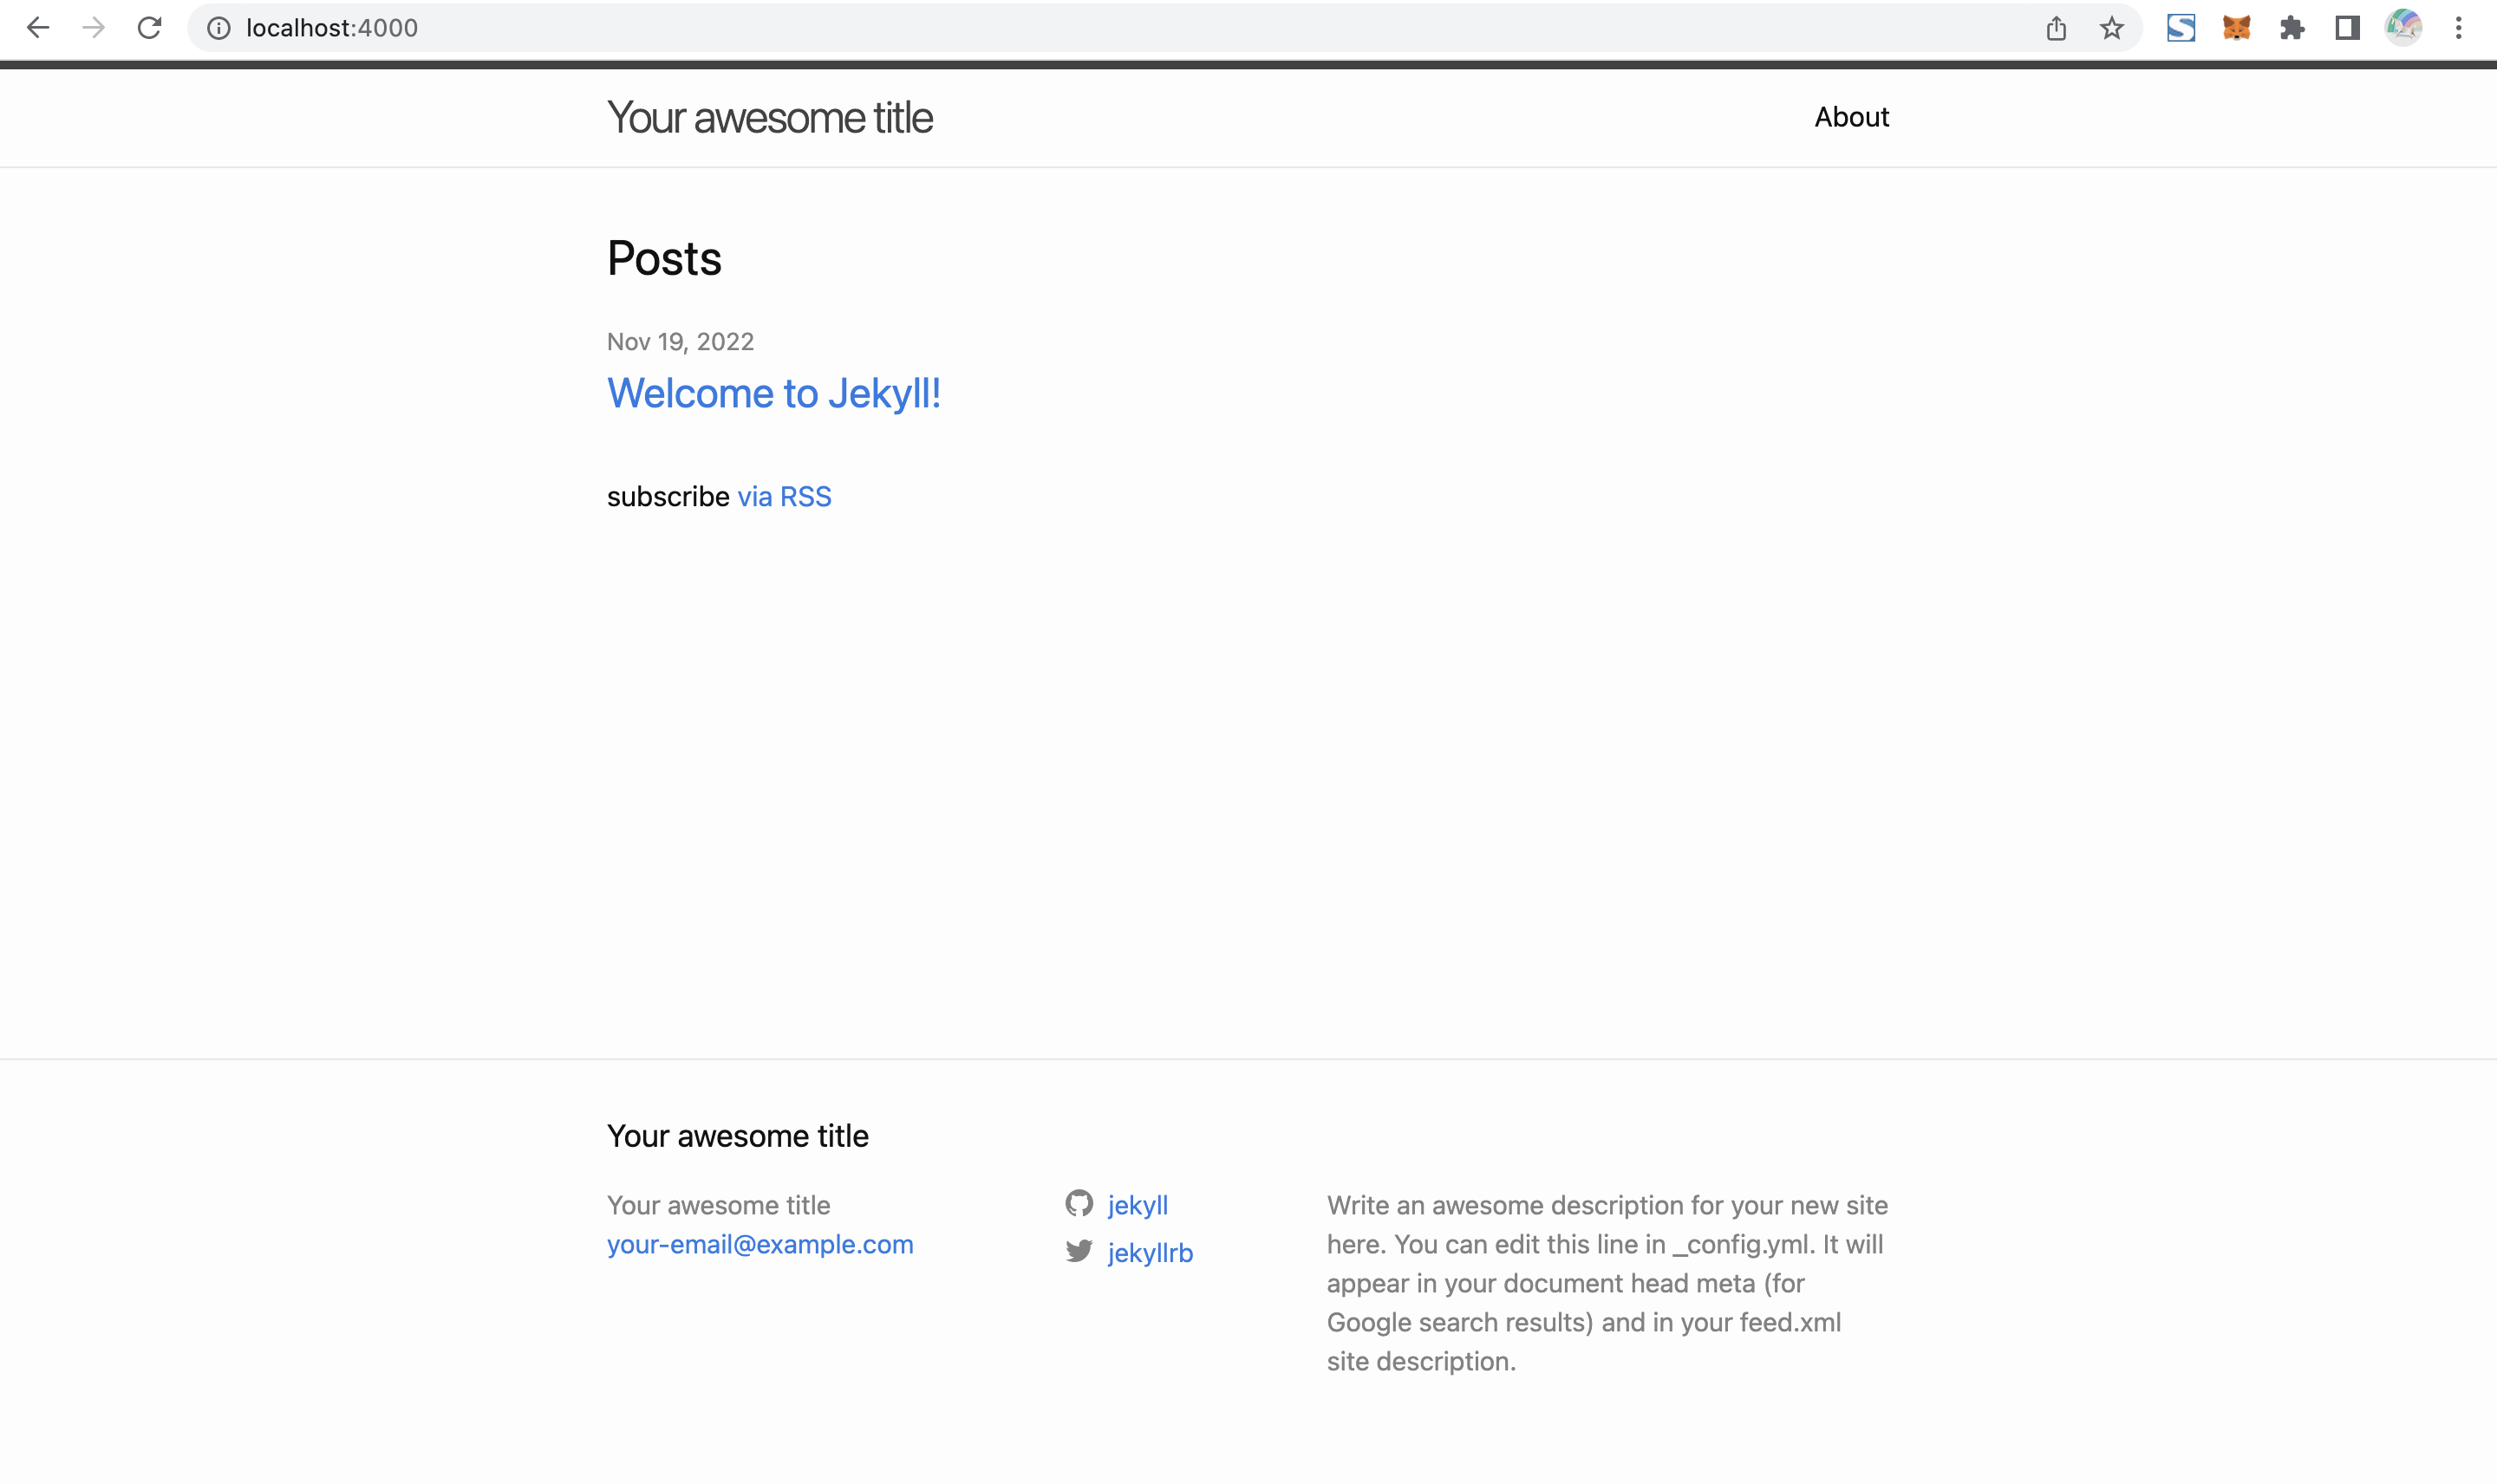 localhost:4000
Your awesome title
About
Posts
Nov 19, 2022
Welcome to Jekyll!
subscribe via RSS
Your awesome title
Your awesome title
your-email@example.com
jekyll
jekyllrb
Write an awesome description for your new site
here. You can edit this line in _config.yml. It will
appear in your document head meta (for
Google search results) and in your feed.xml
site description.